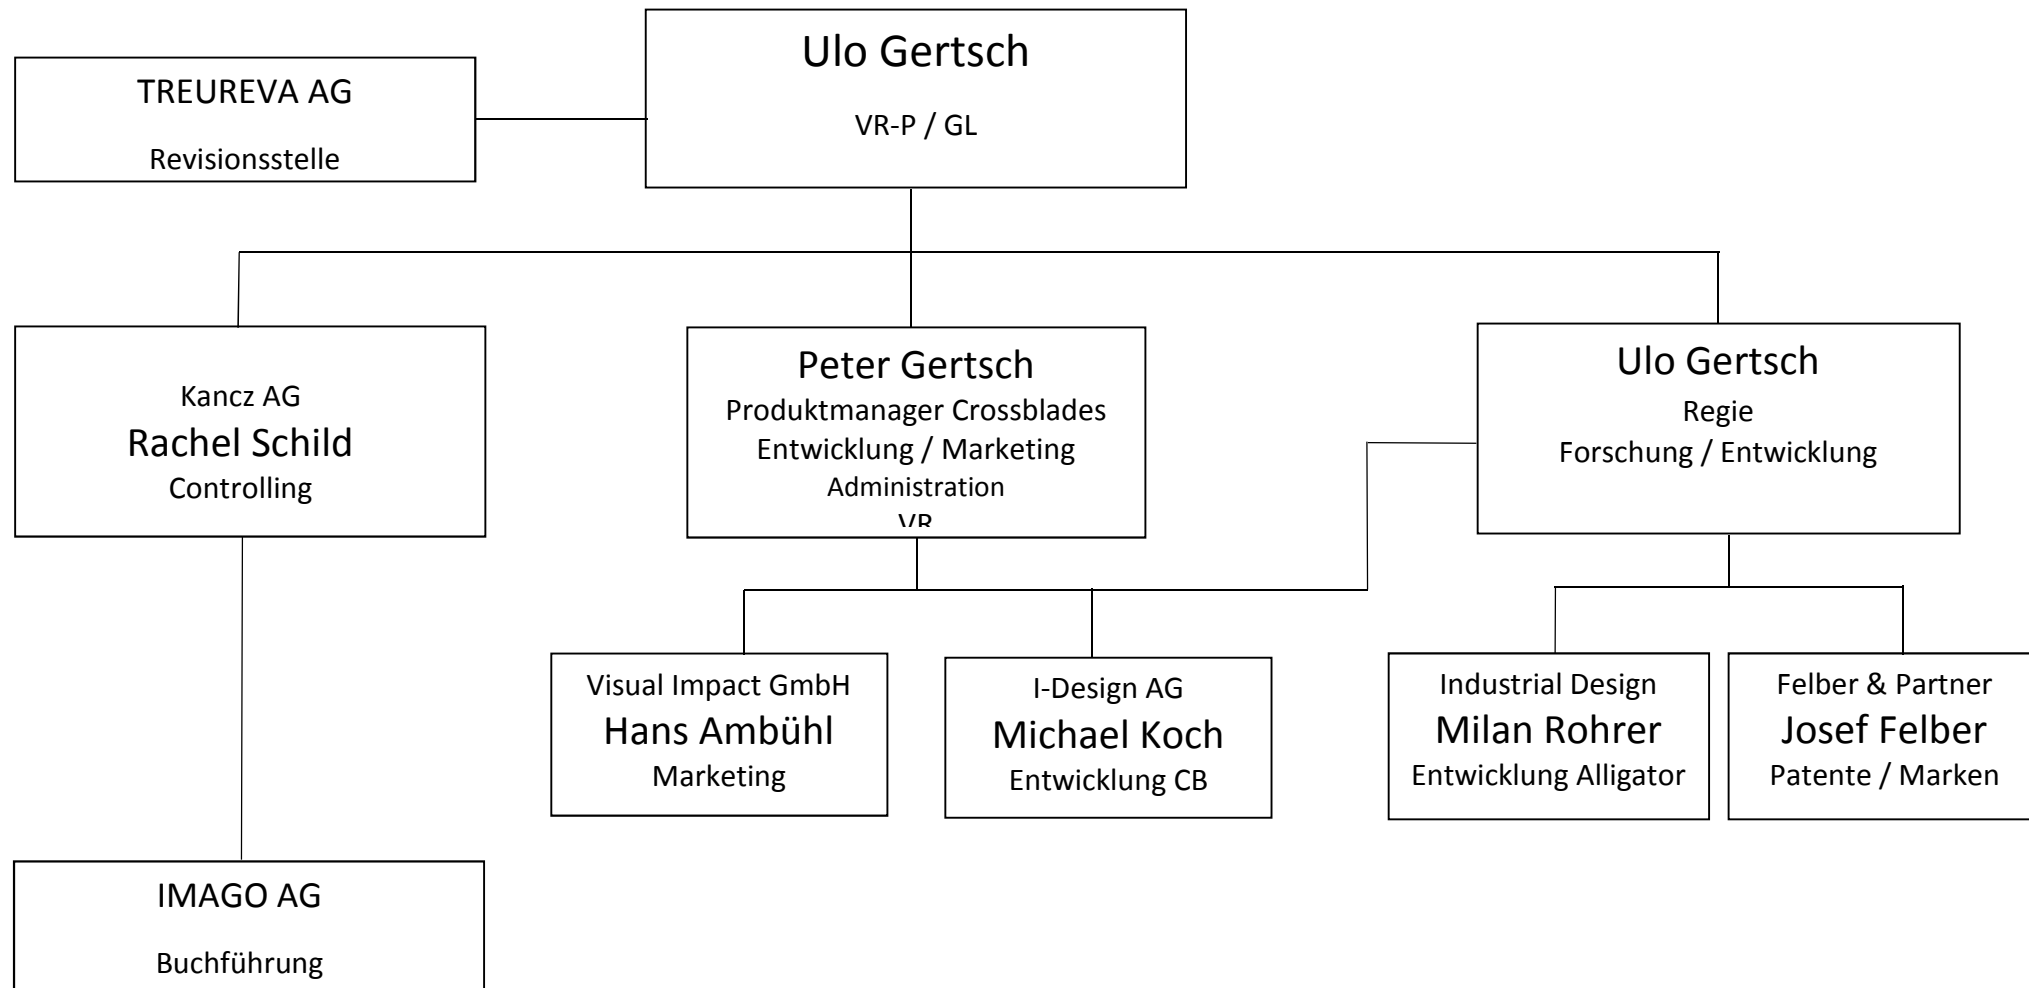 Ulo Gertsch
VR-P / GL
TREUREVA AG
Revisionsstelle
Kancz AG
Rachel Schild
Controlling
Peter Gertsch
Produktmanager Crossblades
Entwicklung / Marketing
Administration
VR
Ulo Gertsch
Regie
Forschung / Entwicklung
Visual Impact GmbH
Hans Ambühl
Marketing
I-Design AG
Michael Koch
Entwicklung CB
Industrial Design
Milan Rohrer
Entwicklung Alligator
Felber & Partner
Josef Felber
Patente / Marken
IMAGO AG
Buchführung